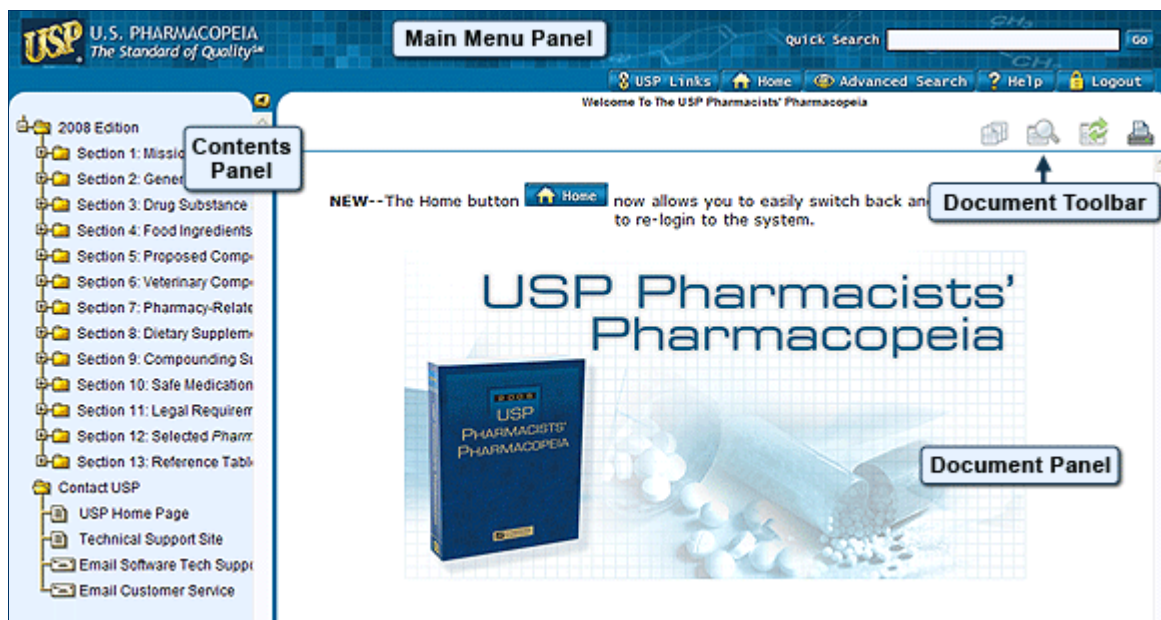 USP U.S. PHARMACOPEIA
The Standard of Quality℠
Main Menu Panel
Quick Search
Go
USP Links Home Advanced Search Help Logout
Welcome To The USP Pharmacists' Pharmacopeia
2008 Edition
Section 1: Missio
Section 2: Gener
Section 3: Drug Substance
Section 4: Food Ingredients
Section 5: Proposed Comp
Section 6: Veterinary Comp
Section 7: Pharmacy-Relate
Section 8: Dietary Supplem
Section 9: Compounding Su
Section 10: Safe Medication
Section 11: Legal Requirem
Section 12: Selected Pharm
Section 13: Reference Tabl
Contact USP
USP Home Page
Technical Support Site
Email Software Tech Suppo
Email Customer Service
Contents
Panel
Document Toolbar
NEW--The Home button Home now allows you to easily switch back an
to re-login to the system.
USP Pharmacists'
Pharmacopeia
2008
USP
PHARMACISTS'
PHARMACOPEIA
Document Panel